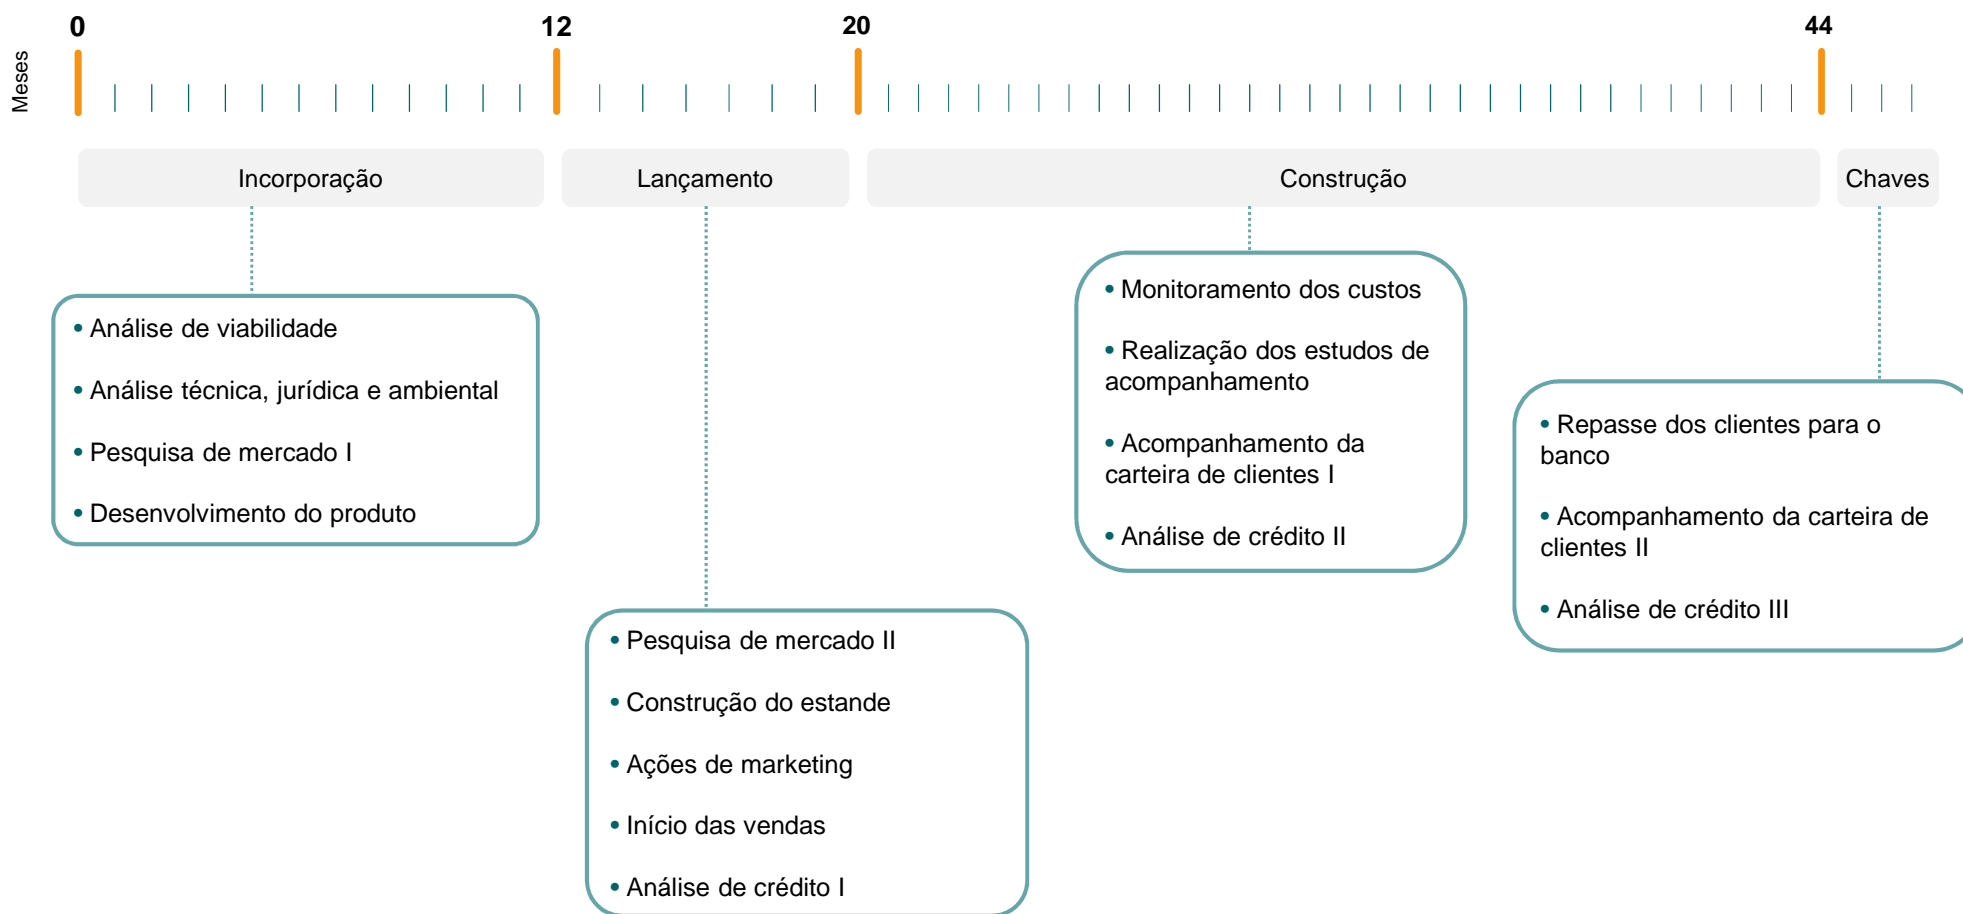 0
12
20
44
Meses
Incorporação
Lançamento
Construção
Chaves
• Análise de viabilidade
• Análise técnica, jurídica e ambiental
• Pesquisa de mercado I
• Desenvolvimento do produto
• Pesquisa de mercado II
• Construção do estande
• Ações de marketing
• Início das vendas
• Análise de crédito I
• Monitoramento dos custos
• Realização dos estudos de
acompanhamento
• Acompanhamento da
carteira de clientes I
• Análise de crédito II
• Repasse dos clientes para o
banco
• Acompanhamento da carteira de
clientes II
• Análise de crédito III